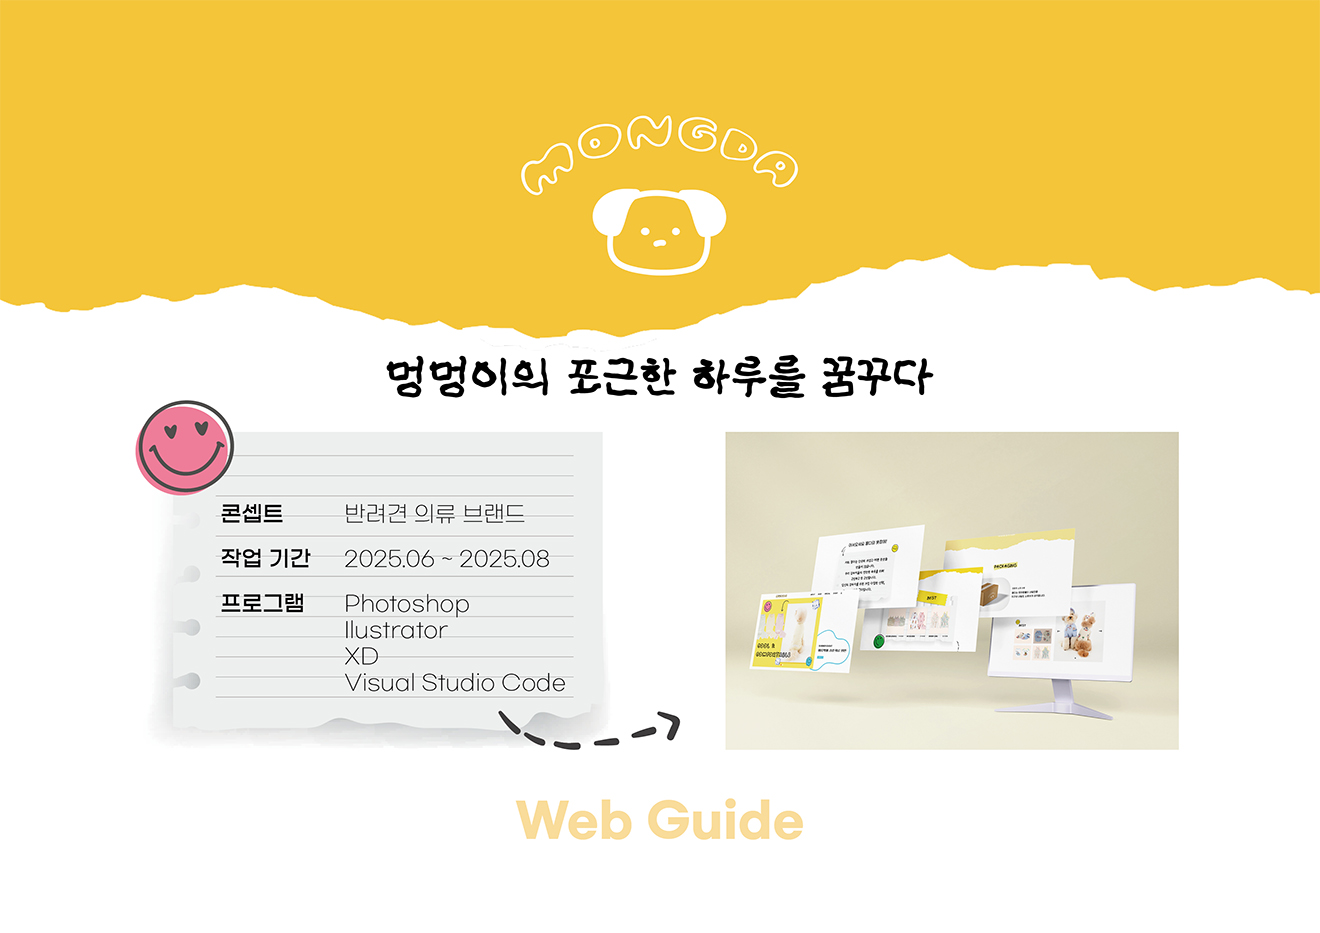 MONGDA
멍멍이의 포근한 하루를 꿈꾸다
콘셉트 반려견 의류 브랜드
작업 기간 2025.06 ~ 2025.08
프로그램 Photoshop
Ilustrator
XD
Visual Studio Code
PACKAGING
BEST
Web Guide